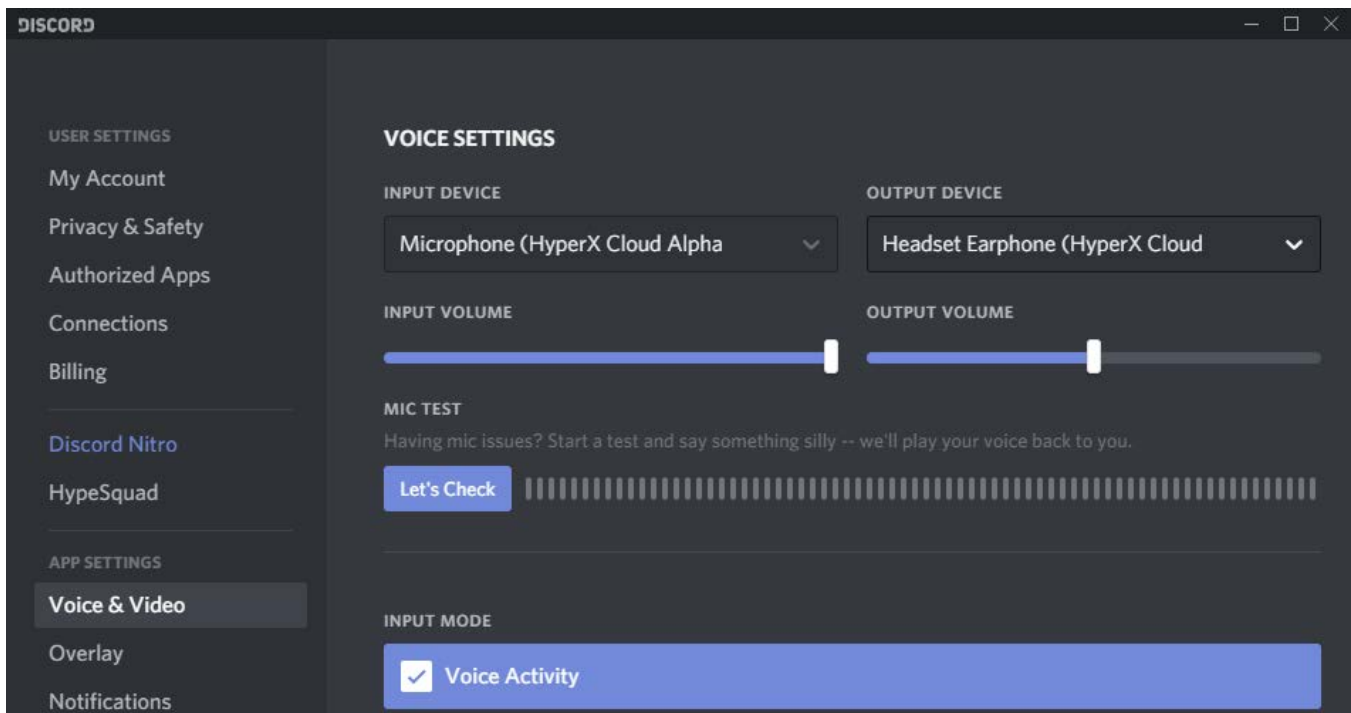 DISCORD
USER SETTINGS
My Account
Privacy & Safety
Authorized Apps
Connections
Billing
Discord Nitro
HypeSquad
APP SETTINGS
Voice & Video
Overlay
Notifications
VOICE SETTINGS
INPUT DEVICE
Microphone (HyperX Cloud Alpha
OUTPUT DEVICE
Headset Earphone (HyperX Cloud
INPUT VOLUME
OUTPUT VOLUME
MIC TEST
Having mic issues? Start a test and say something silly -- we'll play your voice back to you.
Let's Check
INPUT MODE
Voice Activity